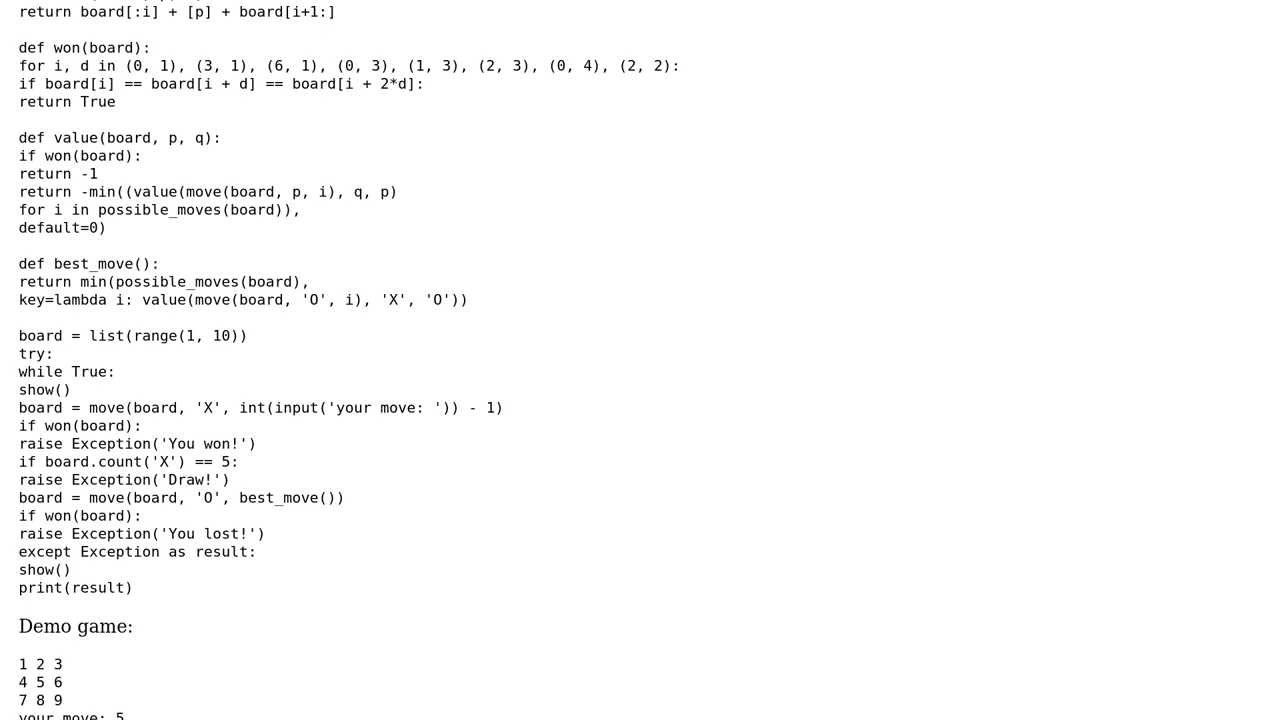 return board[:i] + [p] + board[i+1:]
def won(board):
for i, d in (0, 1), (3, 1), (6, 1), (0, 3), (1, 3), (2, 3), (0, 4), (2, 2):
if board[i] == board[i + d] == board[i + 2*d]:
return True
def value(board, p, q):
if won(board):
return -1
return -min((value(move(board, p, i), q, p)
for i in possible_moves(board)),
default=0)
def best_move():
return min(possible_moves(board),
key=lambda i: value(move(board, 'O', i), 'X', 'O'))
board = list(range(1, 10))
try:
while True:
show()
board = move(board, 'X', int(input('your move: ')) - 1)
if won(board):
raise Exception('You won!')
if board.count('X') == 5:
raise Exception('Draw!')
board = move(board, 'O', best_move())
if won(board):
raise Exception('You lost!')
except Exception as result:
show()
print(result)
Demo game:
1 2 3
4 5 6
7 8 9
your move: 5